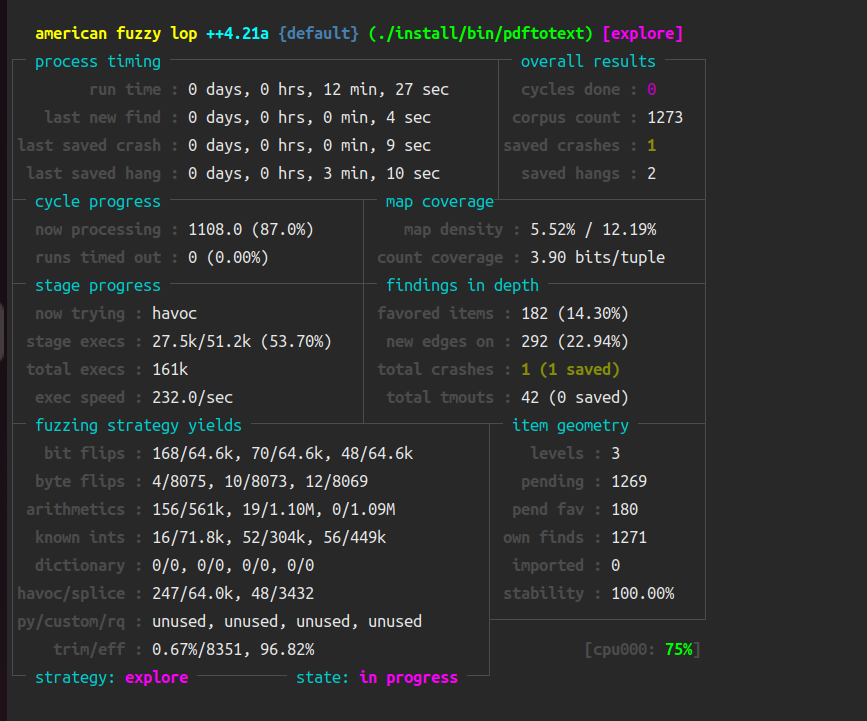 american fuzzy lop ++4.21a {default} (./install/bin/pdftotext) [explore]
process timing overall results
run time : 0 days, 0 hrs, 12 min, 27 sec cycles done : 0
last new find : 0 days, 0 hrs, 0 min, 4 sec corpus count : 1273
last saved crash : 0 days, 0 hrs, 0 min, 9 sec saved crashes : 1
last saved hang : 0 days, 0 hrs, 3 min, 10 sec saved hangs : 2
cycle progress map coverage
now processing : 1108.0 (87.0%) map density : 5.52% / 12.19%
runs timed out : 0 (0.00%) count coverage : 3.90 bits/tuple
stage progress findings in depth
now trying : havoc favored items : 182 (14.30%)
stage execs : 27.5k/51.2k (53.70%) new edges on : 292 (22.94%)
total execs : 161k total crashes : 1 (1 saved)
exec speed : 232.0/sec total tmouts : 42 (0 saved)
fuzzing strategy yields item geometry
bit flips : 168/64.6k, 70/64.6k, 48/64.6k levels : 3
byte flips : 4/8075, 10/8073, 12/8069 pending : 1269
arithmetics : 156/561k, 19/1.10M, 0/1.09M pend fav : 180
known ints : 16/71.8k, 52/304k, 56/449k own finds : 1271
dictionary : 0/0, 0/0, 0/0, 0/0 imported : 0
havoc/splice : 247/64.0k, 48/3432 stability : 100.00%
py/custom/rq : unused, unused, unused, unused
trim/eff : 0.67%/8351, 96.82% [cpu000: 75%]
strategy: explore state: in progress